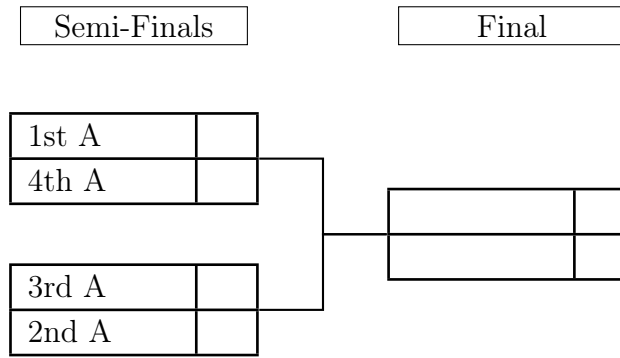 Semi-Finals
Final
1st A
4th A
3rd A
2nd A